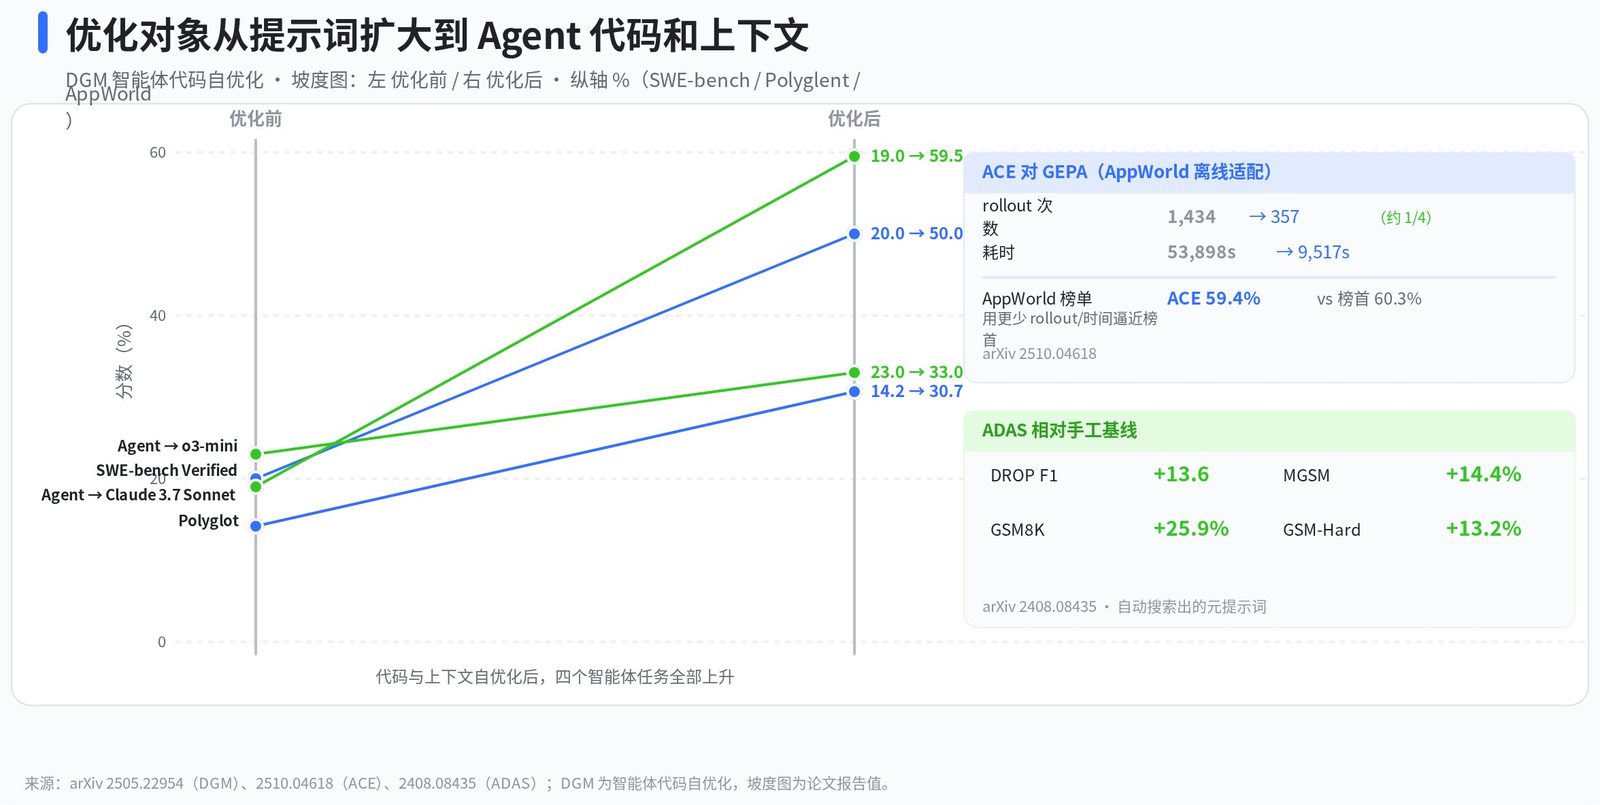 优化对象从提示词扩大到 Agent 代码和上下文
DGM 智能体代码自优化 · 坡度图：左 优化前 / 右 优化后 · 纵轴 %（SWE-bench / Polyglent /
AppWorld
）
优化前
优化后
60
40
20
0
分数（%）
19.0 → 59.5
20.0 → 50.0
23.0 → 33.0
14.2 → 30.7
Agent → o3-mini
SWE-bench Verified
Agent → Claude 3.7 Sonnet
Polyglot
代码与上下文自优化后，四个智能体任务全部上升
ACE 对 GEPA（AppWorld 离线适配）
rollout 次
数
1,434 → 357 （约 1/4）
耗时 53,898s → 9,517s
AppWorld 榜单 ACE 59.4% vs 榜首 60.3%
用更少 rollout/时间逼近榜
首
arXiv 2510.04618
ADAS 相对手工基线
DROP F1 +13.6 MGSM +14.4%
GSM8K +25.9% GSM-Hard +13.2%
arXiv 2408.08435 · 自动搜索出的元提示词
来源：arXiv 2505.22954（DGM）、2510.04618（ACE）、2408.08435（ADAS）；DGM 为智能体代码自优化，坡度图为论文报告值。